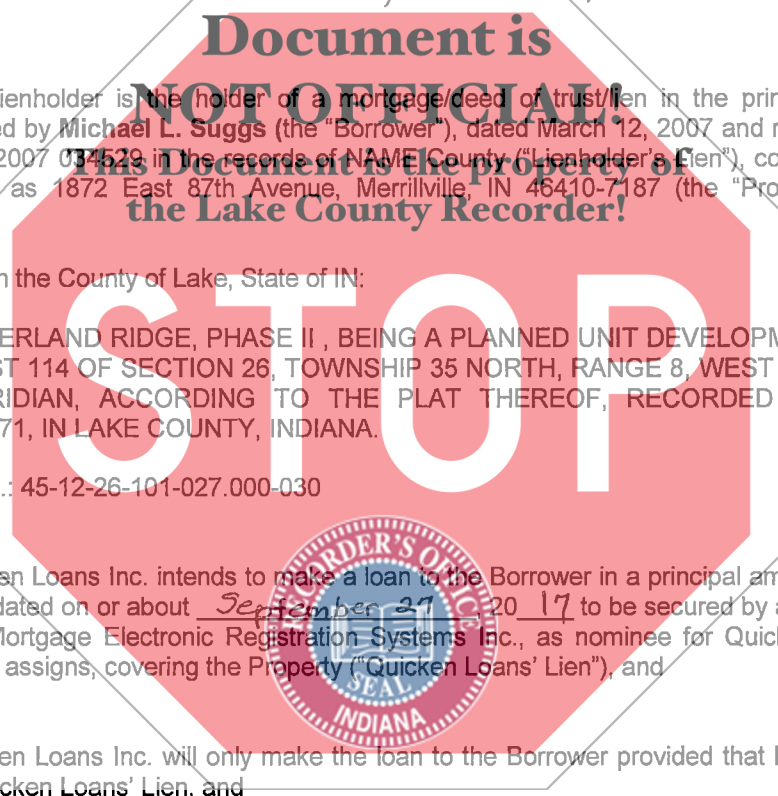 Document is
NOT OFFICIAL!
ienholder is the holder of a mortgage/deed of trust/lien in the prin
ed by Michael L. Suggs (the "Borrower"), dated March 12, 2007 and
2007 034529 in the records of NAME County ("Lienholder's Lien"), co
This Document is the property of
as 1872 East 87th Avenue, Merrillville, IN 46410-7187 (the "Pro
the Lake County Recorder!
n the County of Lake, State of IN:
STOP
ERLAND RIDGE, PHASE II , BEING A PLANNED UNIT DEVELOPM
ST 114 OF SECTION 26, TOWNSHIP 35 NORTH, RANGE 8, WEST
RIDIAN, ACCORDING TO THE PLAT THEREOF, RECORDED
71, IN LAKE COUNTY, INDIANA.
.: 45-12-26-101-027.000-030
en Loans Inc. intends to make a loan to the Borrower in a principal am
dated on or about September 27 20 17 to be secured by a
Mortgage Electronic Registration Systems Inc., as nominee for Quick
assigns, covering the Property ("Quicken Loans' Lien"), and
RECORDER'S OFFICE
SEAL
INDIANA
en Loans Inc. will only make the loan to the Borrower provided that L
cken Loans' Lien, and